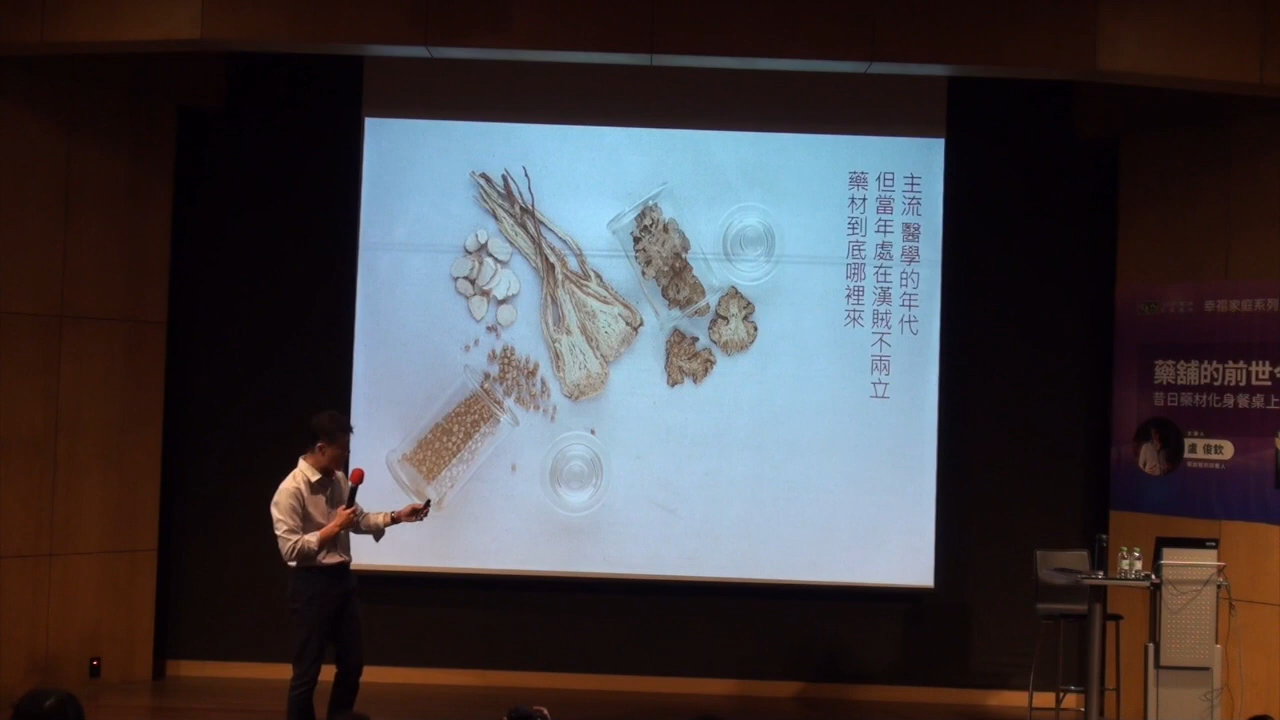 主流 醫學的年代
但當年處在漢賊不兩立
藥材到底哪裡來
幸福家庭系列
藥舖的前世
昔日藥材化身餐桌上
盧 俊欽